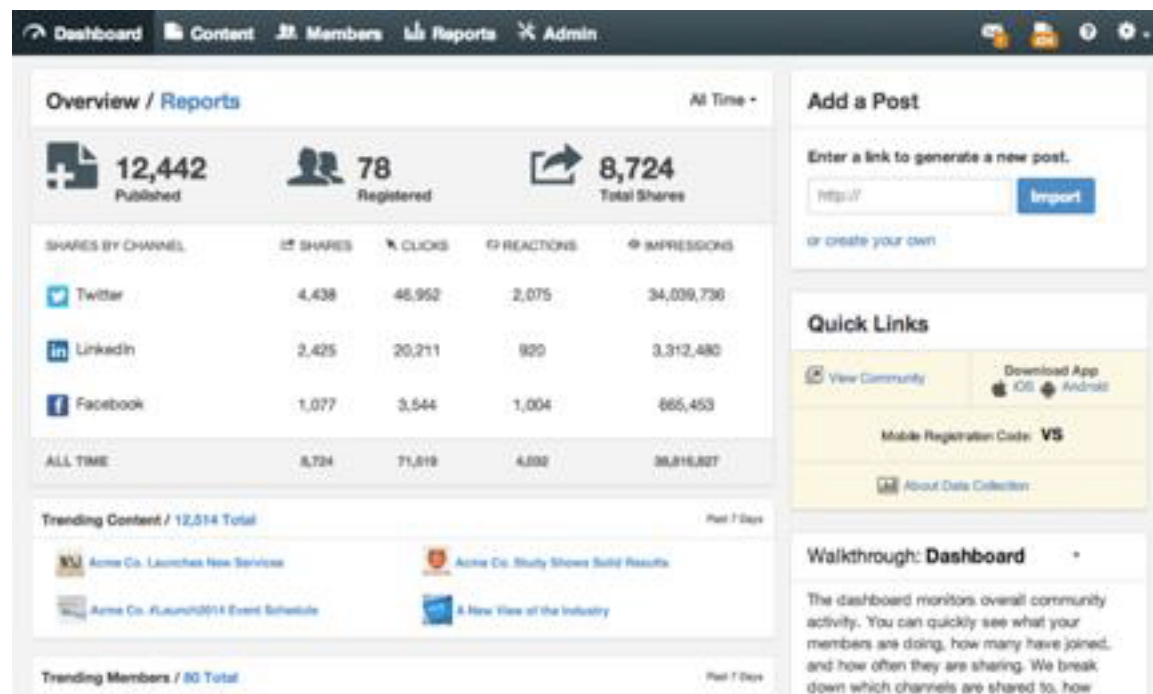 Dashboard Content Members Reports Admin
Overview / Reports
All Time
12,442
Published
78
Registered
8,724
Total Shares
SHARES BY CHANNEL SHARES CLICKS REACTIONS IMPRESSIONS
Twitter 4,438 46,952 2,075 34,039,736
LinkedIn 2,425 20,211 920 3,312,480
Facebook 1,077 3,544 1,004 665,453
ALL TIME 8,724
Trending Content / 12,514 Total
Past 7 Days
Acme Co. Launches New Services
Acme Co. Study Shows Solid Results
Acme Co. #Launch2014 Event Schedule
A New View of the Industry
Trending Members / 80 Total
Past 7 Days
Add a Post
Enter a link to generate a new post.
http://
Import
or create your own
Quick Links
View Community
Download App
iOS Android
Mobile Registration Code: VS
About Data Collection
Walkthrough: Dashboard
The dashboard monitors overall community
activity. You can quickly see what your
members are doing, how many have joined,
and how often they are sharing. We break
down which channels are shared to, how